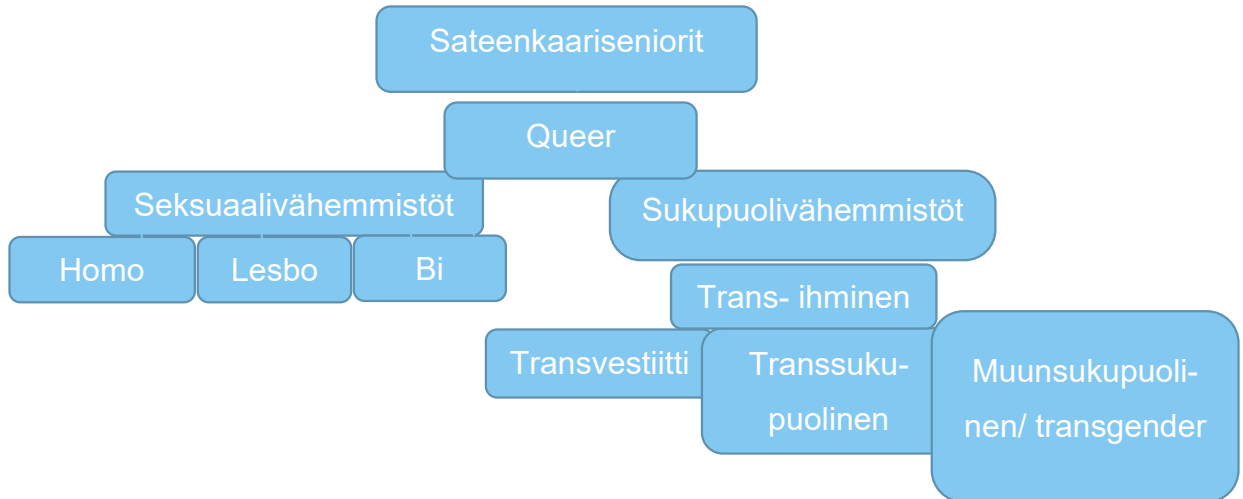 Sateenkaariseniorit
Queer
Seksuaalivähemmistöt
Sukupuolivähemmistöt
Homo
Lesbo
Bi
Trans- ihminen
Transvestiitti
Transsuku-
puolinen
Muunsukupuoli-
nen/ transgender